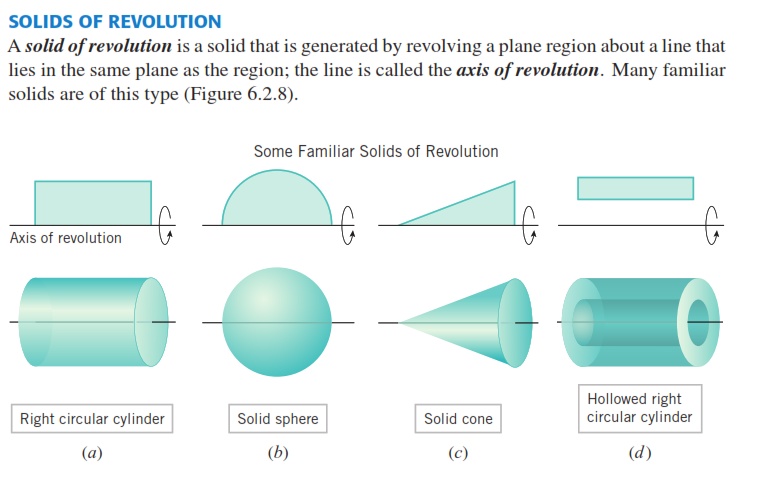 SOLIDS OF REVOLUTION
A solid of revolution is a solid that is generated by revolving a plane region about a line that
lies in the same plane as the region; the line is called the axis of revolution. Many familiar
solids are of this type (Figure 6.2.8).
Some Familiar Solids of Revolution
Axis of revolution
Right circular cylinder
Solid sphere
Solid cone
Hollowed right
circular cylinder
(a)
(b)
(c)
(d)